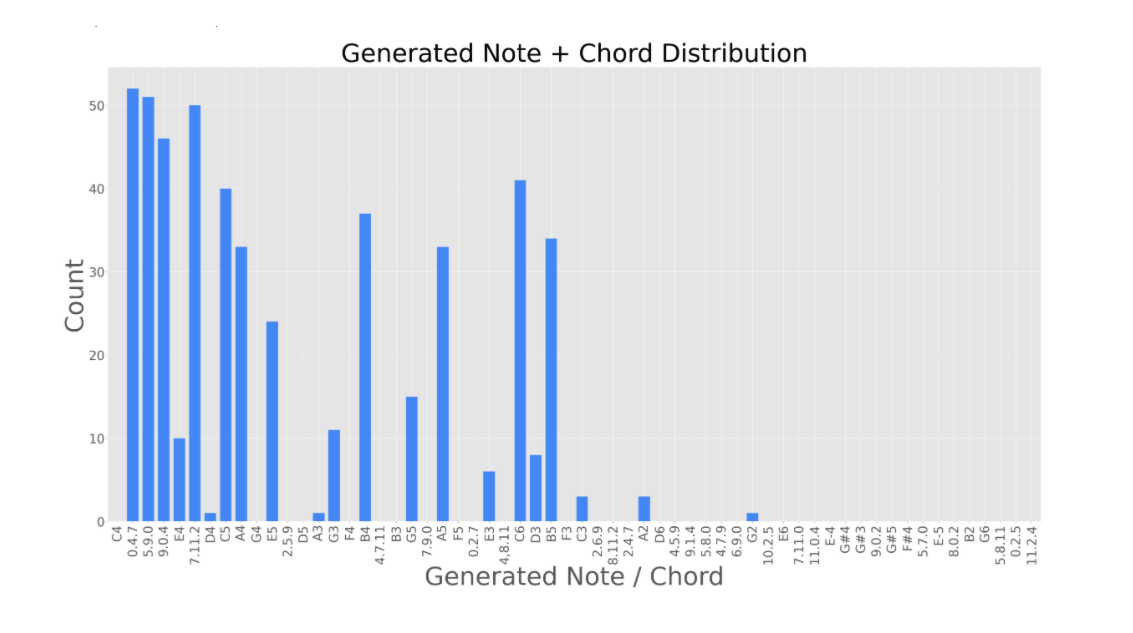 Generated Note + Chord Distribution
Count
50
40
30
20
10
0
C4
0.4.7
5.9.0
9.0.4
E4
7.11.2
D4
C5
A4
G4
E5
2.5.9
D5
A3
G3
F4
B4
4.7.11
B3
G5
7.9.0
A5
F5
0.2.7
E3
4.8.11
C6
D3
B5
F3
C3
2.6.9
8.11.2
2.4.7
A2
D6
4.5.9
9.1.4
5.8.0
4.7.9
6.9.0
G2
10.2.5
E6
7.11.0
11.0.4
E-4
G#4
G#3
9.0.2
G#5
F#4
5.7.0
E-5
8.0.2
B2
G6
5.8.11
0.2.5
11.2.4
Generated Note / Chord